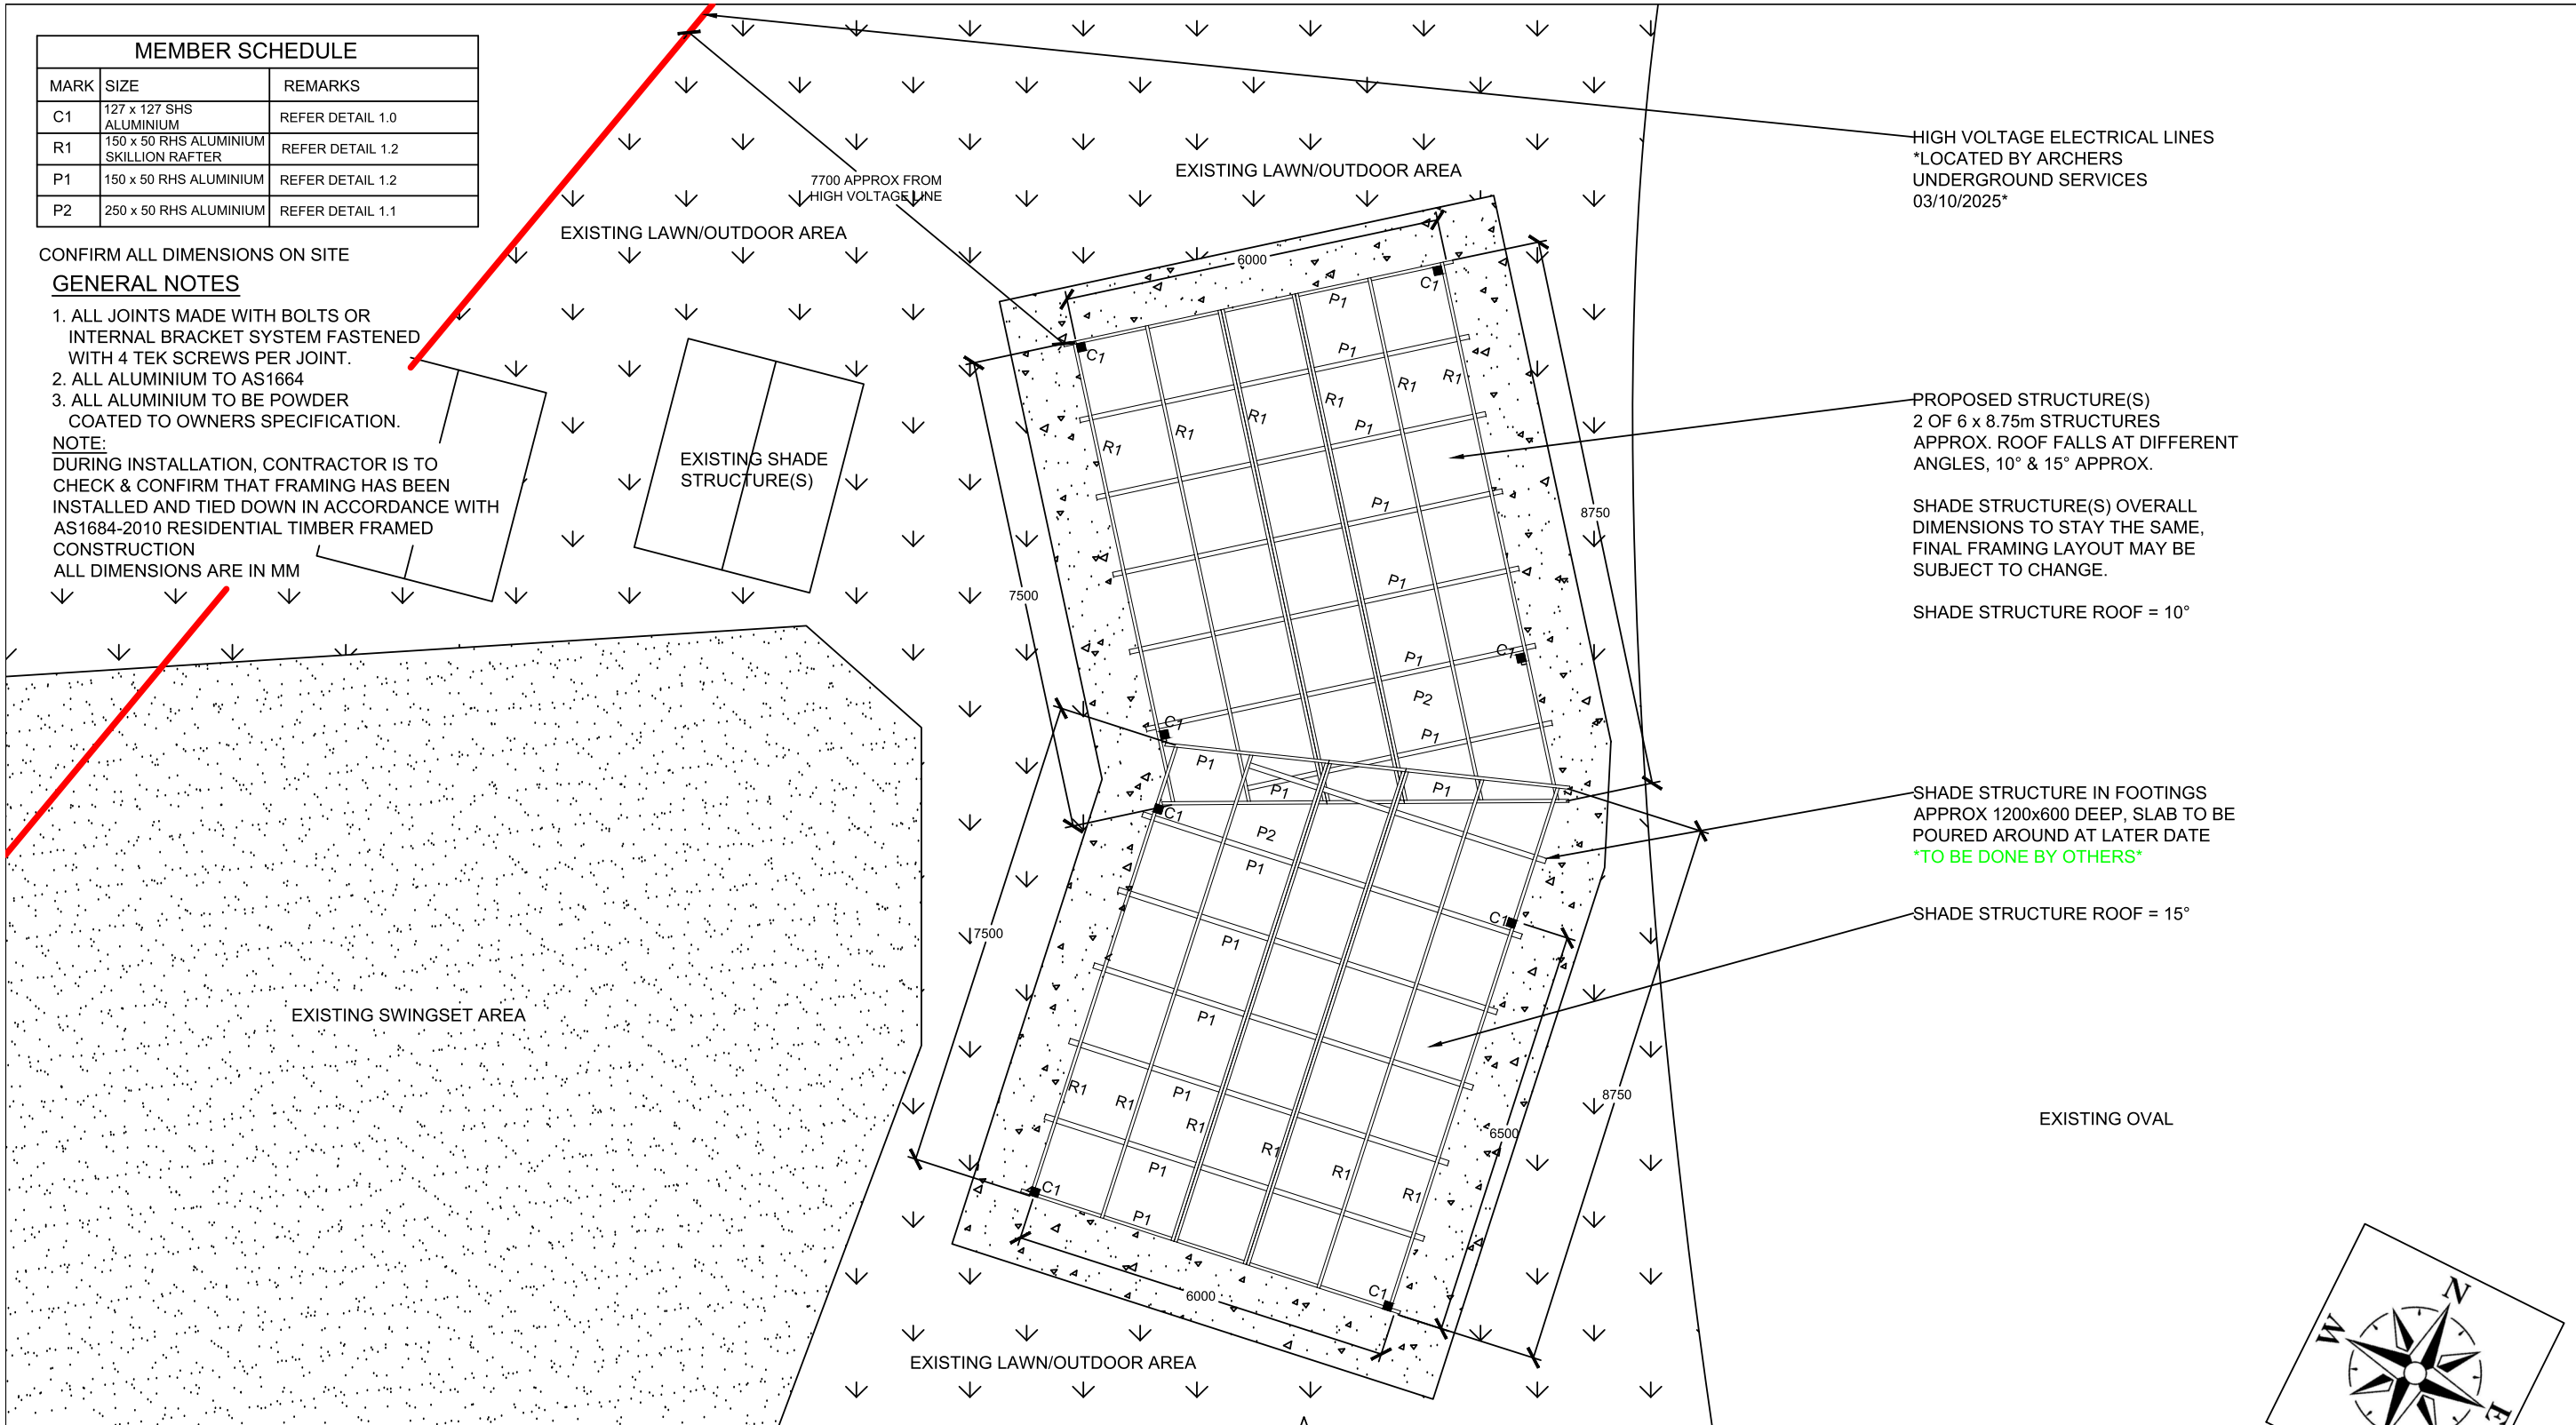 MEMBER SCHEDULE
MARK SIZE REMARKS
C1 127 x 127 SHS ALUMINIUM REFER DETAIL 1.0
R1 150 x 50 RHS ALUMINIUM SKILLION RAFTER REFER DETAIL 1.2
P1 150 x 50 RHS ALUMINIUM REFER DETAIL 1.2
P2 250 x 50 RHS ALUMINIUM REFER DETAIL 1.1
CONFIRM ALL DIMENSIONS ON SITE
GENERAL NOTES
1. ALL JOINTS MADE WITH BOLTS OR
INTERNAL BRACKET SYSTEM FASTENED
WITH 4 TEK SCREWS PER JOINT.
2. ALL ALUMINIUM TO AS1664
3. ALL ALUMINIUM TO BE POWDER
COATED TO OWNERS SPECIFICATION.
NOTE:
DURING INSTALLATION, CONTRACTOR IS TO
CHECK & CONFIRM THAT FRAMING HAS BEEN
INSTALLED AND TIED DOWN IN ACCORDANCE WITH
AS1684-2010 RESIDENTIAL TIMBER FRAMED
CONSTRUCTION
ALL DIMENSIONS ARE IN MM
EXISTING LAWN/OUTDOOR AREA
7700 APPROX FROM
HIGH VOLTAGE LINE
EXISTING LAWN/OUTDOOR AREA
EXISTING SHADE
STRUCTURE(S)
EXISTING SWINGSET AREA
6000
C1
P1
C1
P1
R1
R1
R1
P1
R1
R1
R1
P1
8750
P1
7500
C1
P1
P2
C1
P1
P1
P1
P1
C1
P2
P1
C1
P1
7500
P1
R1
P1
R1
R1
8750
6500
R1
P1
R1
R1
C1
P1
C1
6000
EXISTING LAWN/OUTDOOR AREA
HIGH VOLTAGE ELECTRICAL LINES
*LOCATED BY ARCHERS
UNDERGROUND SERVICES
03/10/2025*
PROPOSED STRUCTURE(S)
2 OF 6 x 8.75m STRUCTURES
APPROX. ROOF FALLS AT DIFFERENT
ANGLES, 10° & 15° APPROX.
SHADE STRUCTURE(S) OVERALL
DIMENSIONS TO STAY THE SAME,
FINAL FRAMING LAYOUT MAY BE
SUBJECT TO CHANGE.
SHADE STRUCTURE ROOF = 10°
SHADE STRUCTURE IN FOOTINGS
APPROX 1200x600 DEEP, SLAB TO BE
POURED AROUND AT LATER DATE
*TO BE DONE BY OTHERS*
SHADE STRUCTURE ROOF = 15°
EXISTING OVAL
N
W
E